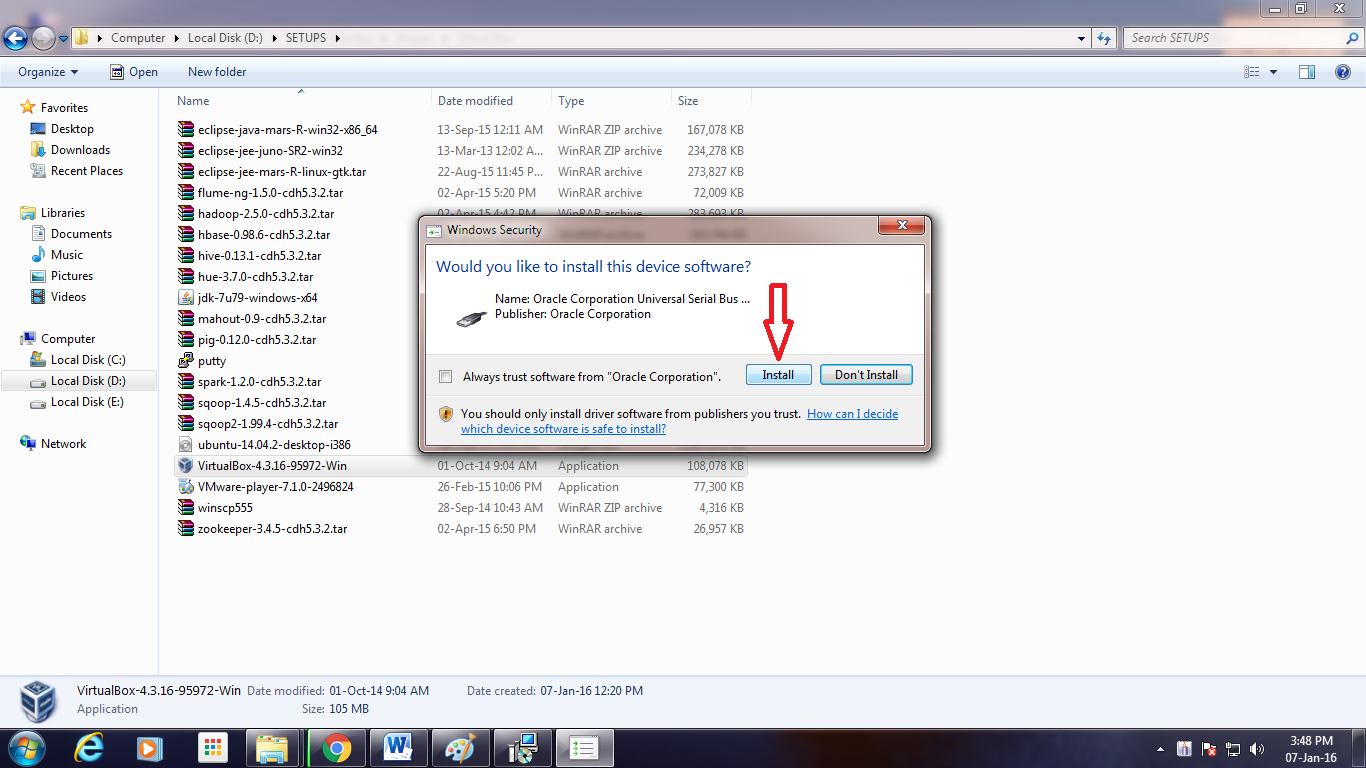 Computer Local Disk (D:) SETUPS
Search SETUPS
Organize Open New folder
Name Date modified Type Size
Favorites
Desktop
Downloads
Recent Places
Libraries
Documents
Music
Pictures
Videos
Computer
Local Disk (C:)
Local Disk (D:)
Local Disk (E:)
Network
eclipse-java-mars-R-win32-x86_64 13-Sep-15 12:11 AM WinRAR ZIP archive 167,078 KB
eclipse-jee-juno-SR2-win32 13-Mar-13 12:02 A... WinRAR ZIP archive 234,278 KB
eclipse-jee-mars-R-linux-gtk.tar 22-Aug-15 11:45 P... WinRAR archive 273,827 KB
flume-ng-1.5.0-cdh5.3.2.tar 02-Apr-15 5:20 PM WinRAR archive 72,009 KB
hadoop-2.5.0-cdh5.3.2.tar 02-Apr-15 4:42 PM WinRAR archive 283,693 KB
hbase-0.98.6-cdh5.3.2.tar
hive-0.13.1-cdh5.3.2.tar
hue-3.7.0-cdh5.3.2.tar
jdk-7u79-windows-x64
mahout-0.9-cdh5.3.2.tar
pig-0.12.0-cdh5.3.2.tar
putty
spark-1.2.0-cdh5.3.2.tar
sqoop-1.4.5-cdh5.3.2.tar
sqoop2-1.99.4-cdh5.3.2.tar
ubuntu-14.04.2-desktop-i386
VirtualBox-4.3.16-95972-Win 01-Oct-14 9:04 AM Application 108,078 KB
VMware-player-7.1.0-2496824 26-Feb-15 10:06 PM Application 77,300 KB
winscp555 28-Sep-14 10:43 AM WinRAR ZIP archive 4,316 KB
zookeeper-3.4.5-cdh5.3.2.tar 02-Apr-15 6:50 PM WinRAR archive 26,957 KB
Windows Security
Would you like to install this device software?
Name: Oracle Corporation Universal Serial Bus ...
Publisher: Oracle Corporation
Always trust software from "Oracle Corporation". Install Don't Install
You should only install driver software from publishers you trust. How can I decide
which device software is safe to install?
VirtualBox-4.3.16-95972-Win Date modified: 01-Oct-14 9:04 AM Date created: 07-Jan-16 12:20 PM
Application Size: 105 MB
3:48 PM
07-Jan-16